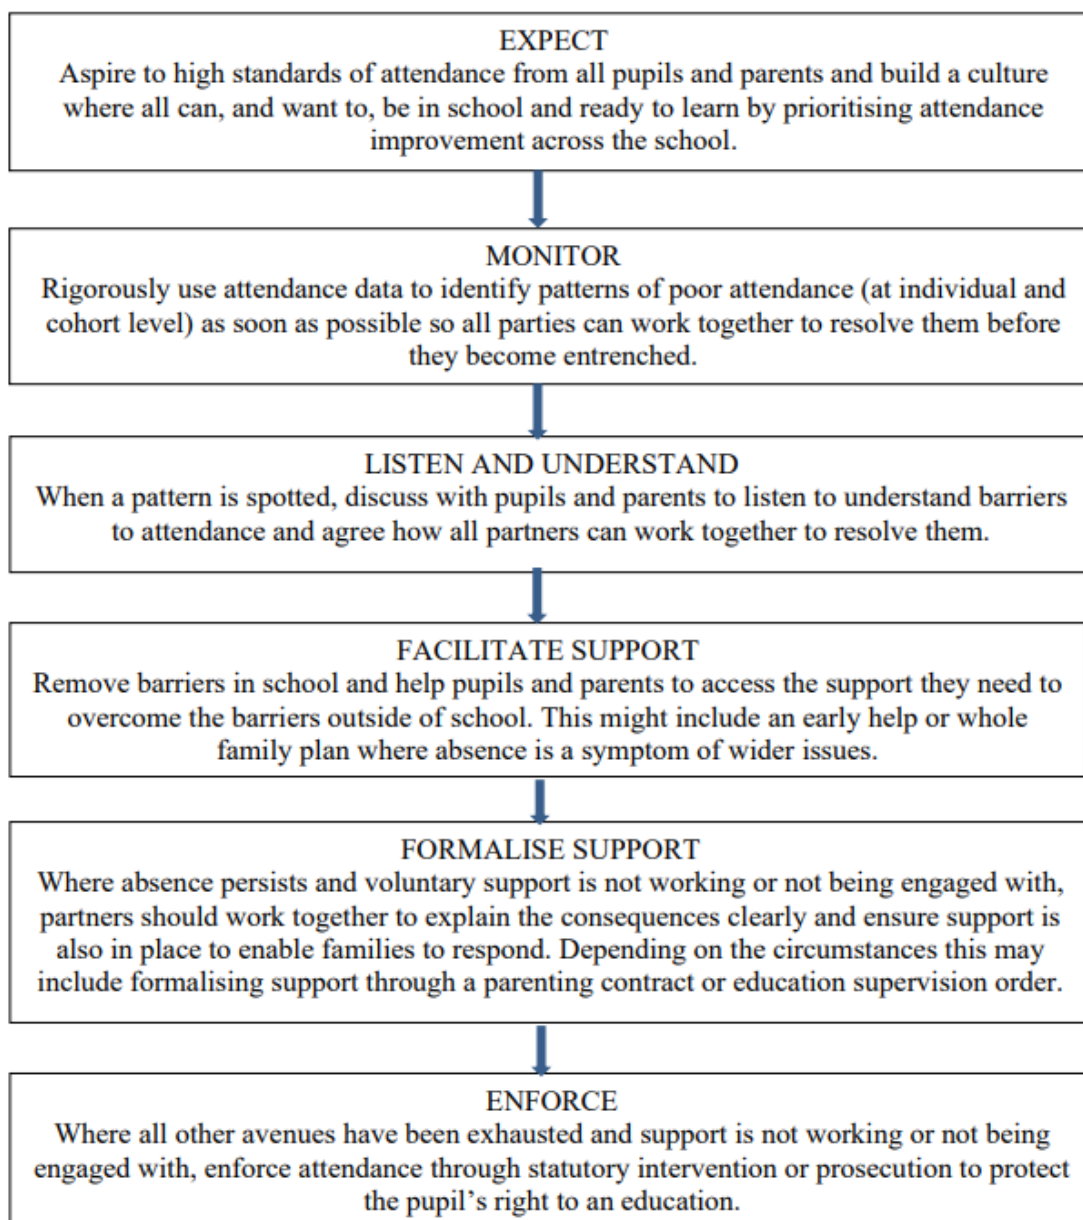 EXPECT
Aspire to high standards of attendance from all pupils and parents and build a culture
where all can, and want to, be in school and ready to learn by prioritising attendance
improvement across the school.
MONITOR
Rigorously use attendance data to identify patterns of poor attendance (at individual and
cohort level) as soon as possible so all parties can work together to resolve them before
they become entrenched.
LISTEN AND UNDERSTAND
When a pattern is spotted, discuss with pupils and parents to listen to understand barriers
to attendance and agree how all partners can work together to resolve them.
FACILITATE SUPPORT
Remove barriers in school and help pupils and parents to access the support they need to
overcome the barriers outside of school. This might include an early help or whole
family plan where absence is a symptom of wider issues.
FORMALISE SUPPORT
Where absence persists and voluntary support is not working or not being engaged with,
partners should work together to explain the consequences clearly and ensure support is
also in place to enable families to respond. Depending on the circumstances this may
include formalising support through a parenting contract or education supervision order.
ENFORCE
Where all other avenues have been exhausted and support is not working or not being
engaged with, enforce attendance through statutory intervention or prosecution to protect
the pupil’s right to an education.